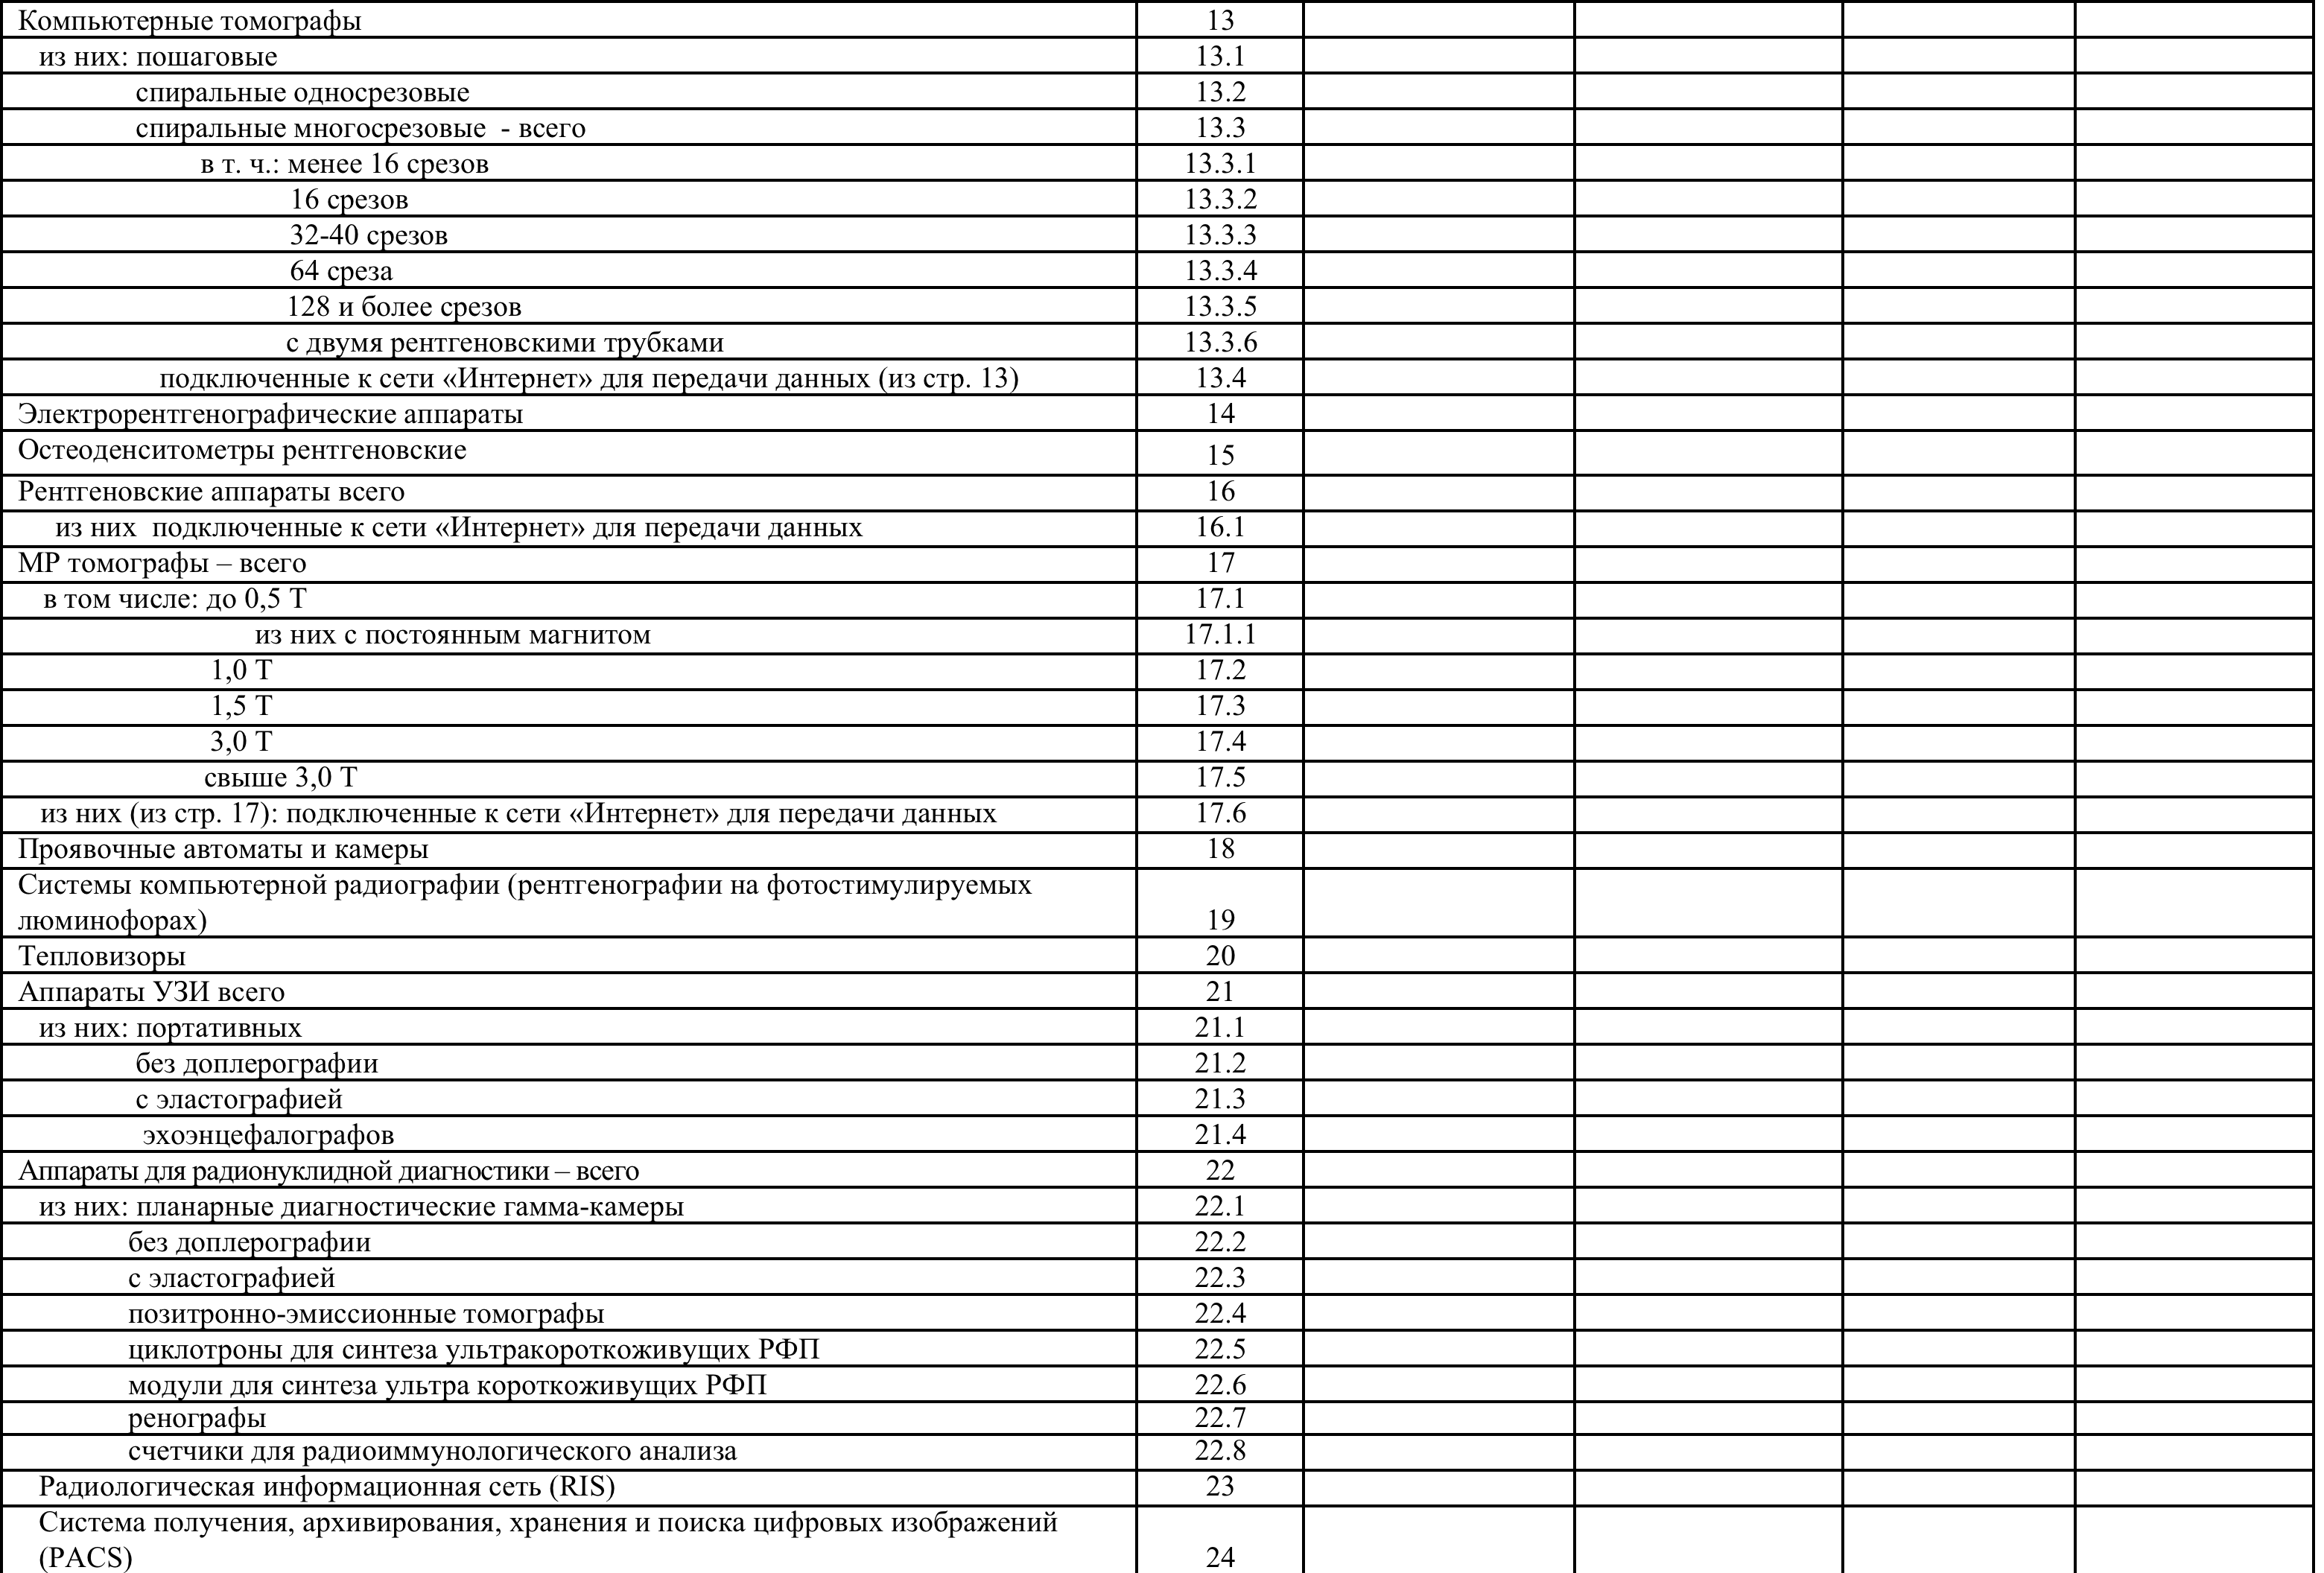 Компьютерные томографы 13
из них: пошаговые 13.1
спиральные односрезовые 13.2
спиральные многосрезовые - всего 13.3
в т. ч.: менее 16 срезов 13.3.1
16 срезов 13.3.2
32-40 срезов 13.3.3
64 среза 13.3.4
128 и более срезов 13.3.5
с двумя рентгеновскими трубками 13.3.6
подключенные к сети «Интернет» для передачи данных (из стр. 13) 13.4
Электрорентгенографические аппараты 14
Остеоденситометры рентгеновские 15
Рентгеновские аппараты всего 16
из них подключенные к сети «Интернет» для передачи данных 16.1
МР томографы – всего 17
в том числе: до 0,5 Т 17.1
из них с постоянным магнитом 17.1.1
1,0 Т 17.2
1,5 Т 17.3
3,0 Т 17.4
свыше 3,0 Т 17.5
из них (из стр. 17): подключенные к сети «Интернет» для передачи данных 17.6
Проявочные автоматы и камеры 18
Системы компьютерной радиографии (рентгенографии на фотостимулируемых
люминофорах) 19
Тепловизоры 20
Аппараты УЗИ всего 21
из них: портативных 21.1
без доплерографии 21.2
с эластографией 21.3
эхоэнцефалографов 21.4
Аппараты для радионуклидной диагностики – всего 22
из них: планарные диагностические гамма-камеры 22.1
без доплерографии 22.2
с эластографией 22.3
позитронно-эмиссионные томографы 22.4
циклотроны для синтеза ультракороткоживущих РФП 22.5
модули для синтеза ультра короткоживущих РФП 22.6
ренографы 22.7
счетчики для радиоиммунологического анализа 22.8
Радиологическая информационная сеть (RIS) 23
Система получения, архивирования, хранения и поиска цифровых изображений
(PACS) 24